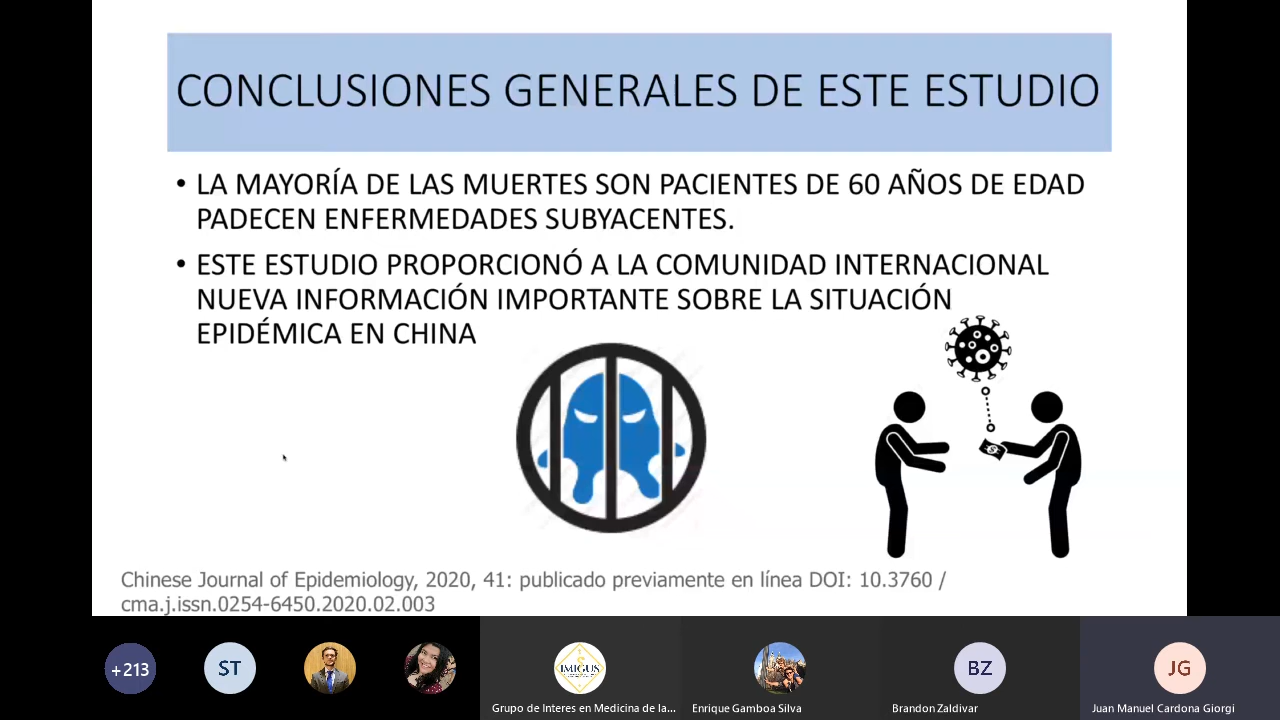 CONCLUSIONES GENERALES DE ESTE ESTUDIO
• LA MAYORÍA DE LAS MUERTES SON PACIENTES DE 60 AÑOS DE EDAD
PADECEN ENFERMEDADES SUBYACENTES.
• ESTE ESTUDIO PROPORCIONÓ A LA COMUNIDAD INTERNACIONAL
NUEVA INFORMACIÓN IMPORTANTE SOBRE LA SITUACIÓN
EPIDÉMICA EN CHINA
$
Chinese Journal of Epidemiology, 2020, 41: publicado previamente en línea DOI: 10.3760 /
cma.j.issn.0254-6450.2020.02.003
+213
ST
IMIGUS
BZ
JG
Grupo de Interes en Medicina de la...
Enrique Gamboa Silva
Brandon Zaldivar
Juan Manuel Cardona Giorgi